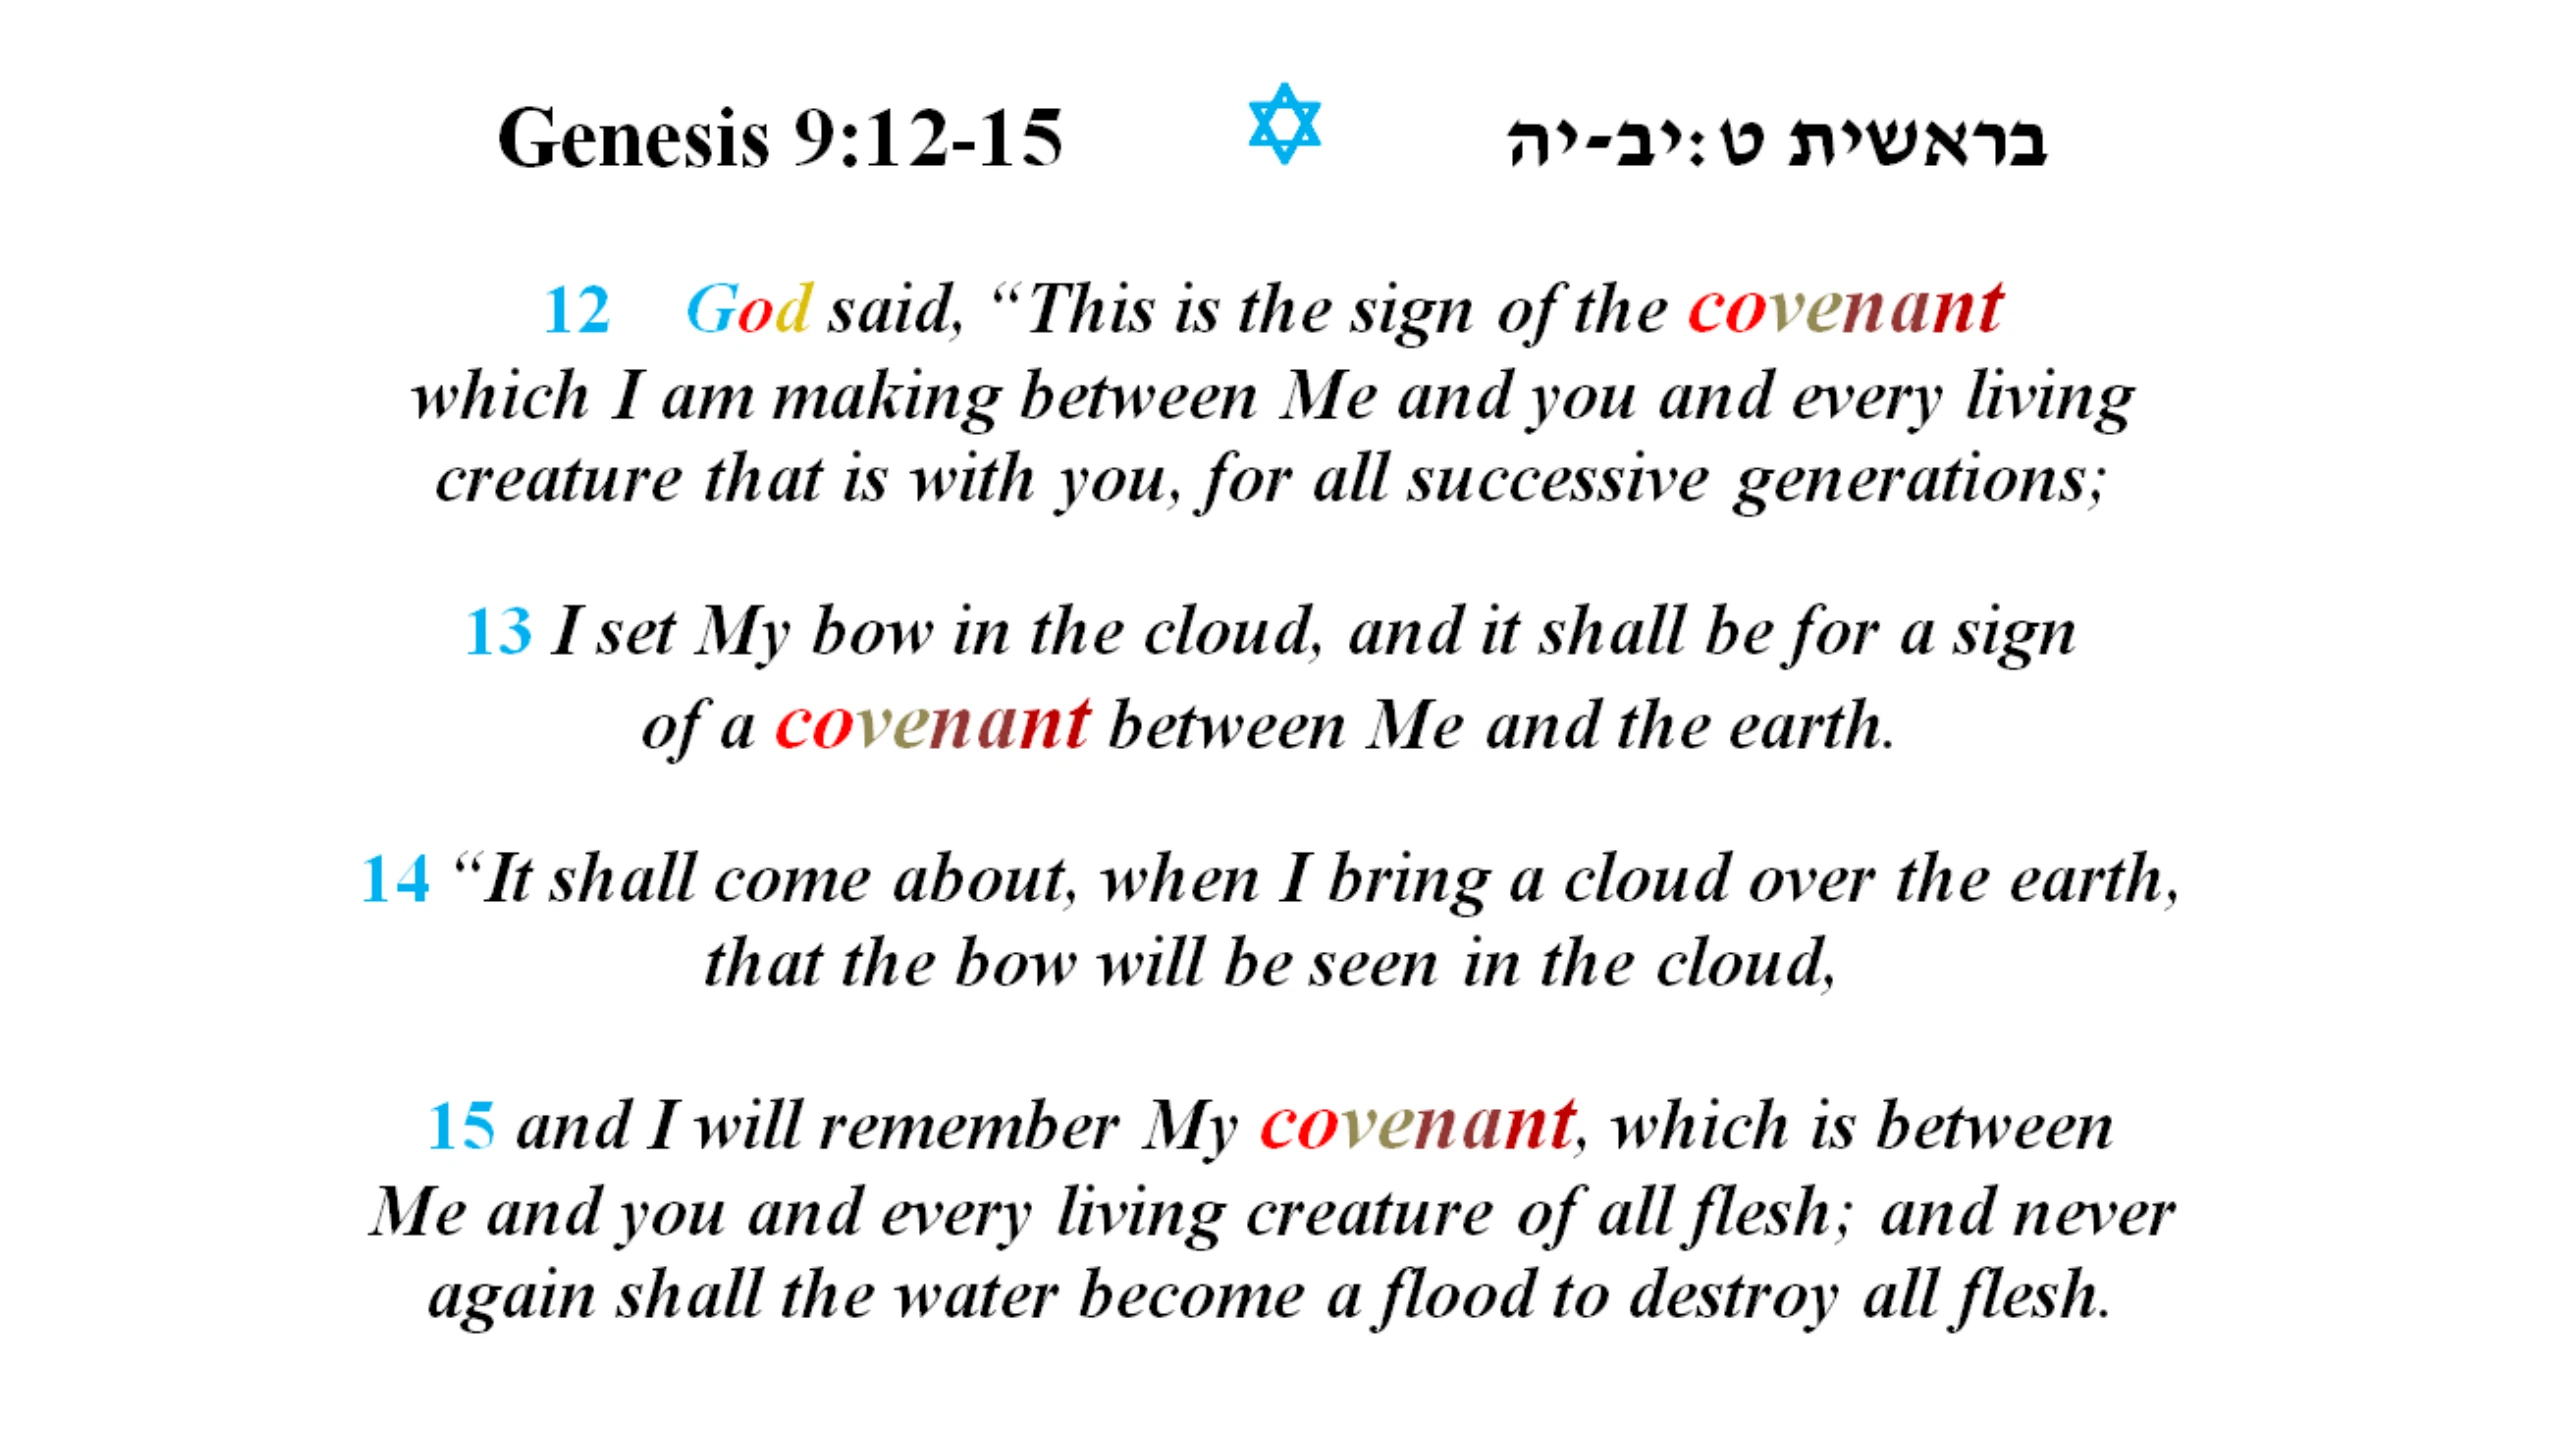 Genesis 9:12-15 ✡ בראשית ט:יב-יה
12 God said, “This is the sign of the covenant
which I am making between Me and you and every living
creature that is with you, for all successive generations;
13 I set My bow in the cloud, and it shall be for a sign
of a covenant between Me and the earth.
14 “It shall come about, when I bring a cloud over the earth,
that the bow will be seen in the cloud,
15 and I will remember My covenant, which is between
Me and you and every living creature of all flesh; and never
again shall the water become a flood to destroy all flesh.